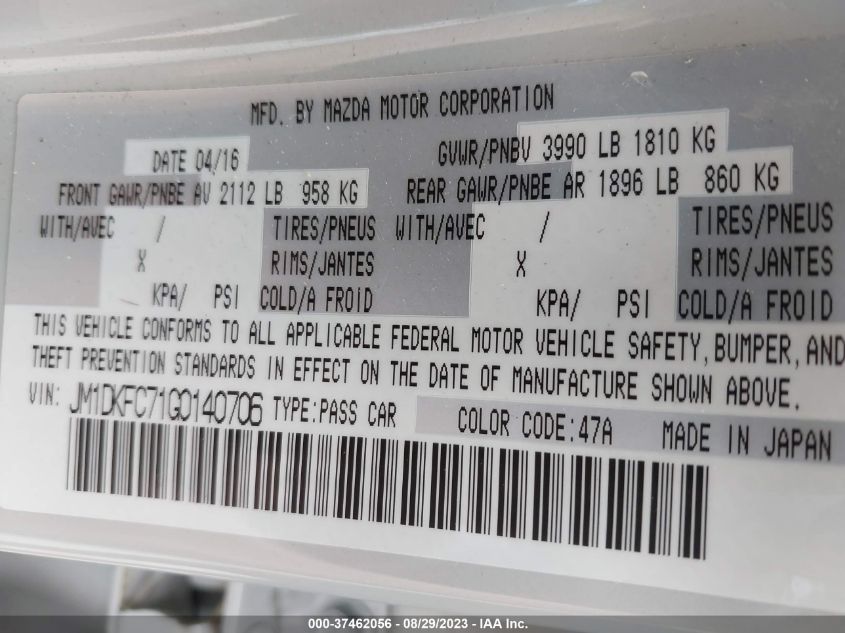 MFD. BY MAZDA MOTOR CORPORATION
DATE 04/16 GVWR/PNBV 3990 LB 1810 KG
FRONT GAWR/PNBE AV 2112 LB 958 KG REAR GAWR/PNBE AR 1896 LB 860 KG
WITH/AVEC / TIRES/PNEUS WITH/AVEC / TIRES/PNEUS
X RIMS/JANTES X RIMS/JANTES
KPA/ PSI COLD/A FROID KPA/ PSI COLD/A FROID
THIS VEHICLE CONFORMS TO ALL APPLICABLE FEDERAL MOTOR VEHICLE SAFETY, BUMPER, AND
THEFT PREVENTION STANDARDS IN EFFECT ON THE DATE OF MANUFACTURE SHOWN ABOVE.
VIN: JM1DKFC71G0140706 TYPE:PASS CAR COLOR CODE:47A MADE IN JAPAN
000-37462056 - 08/29/2023 - IAA Inc.